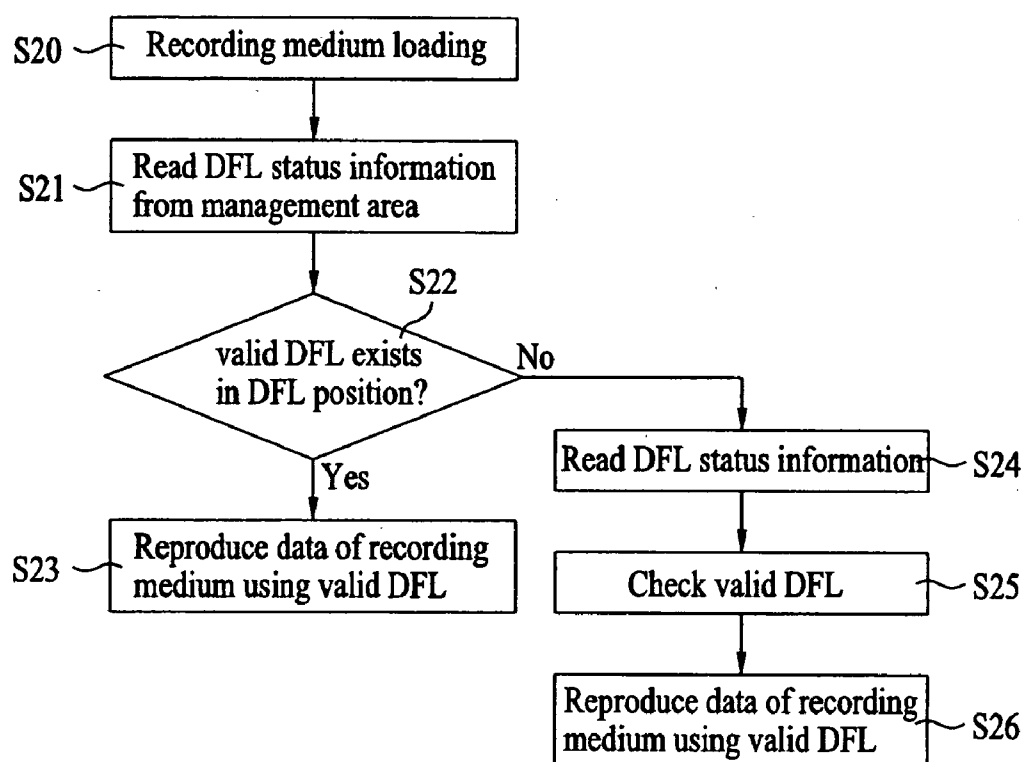 S20
Recording medium loading
S21
Read DFL status information
from management area
S22
valid DFL exists
in DFL position?
No
Yes
S23
Reproduce data of recording
medium using valid DFL
Read DFL status information
S24
Check valid DFL
S25
Reproduce data of recording
medium using valid DFL
S26